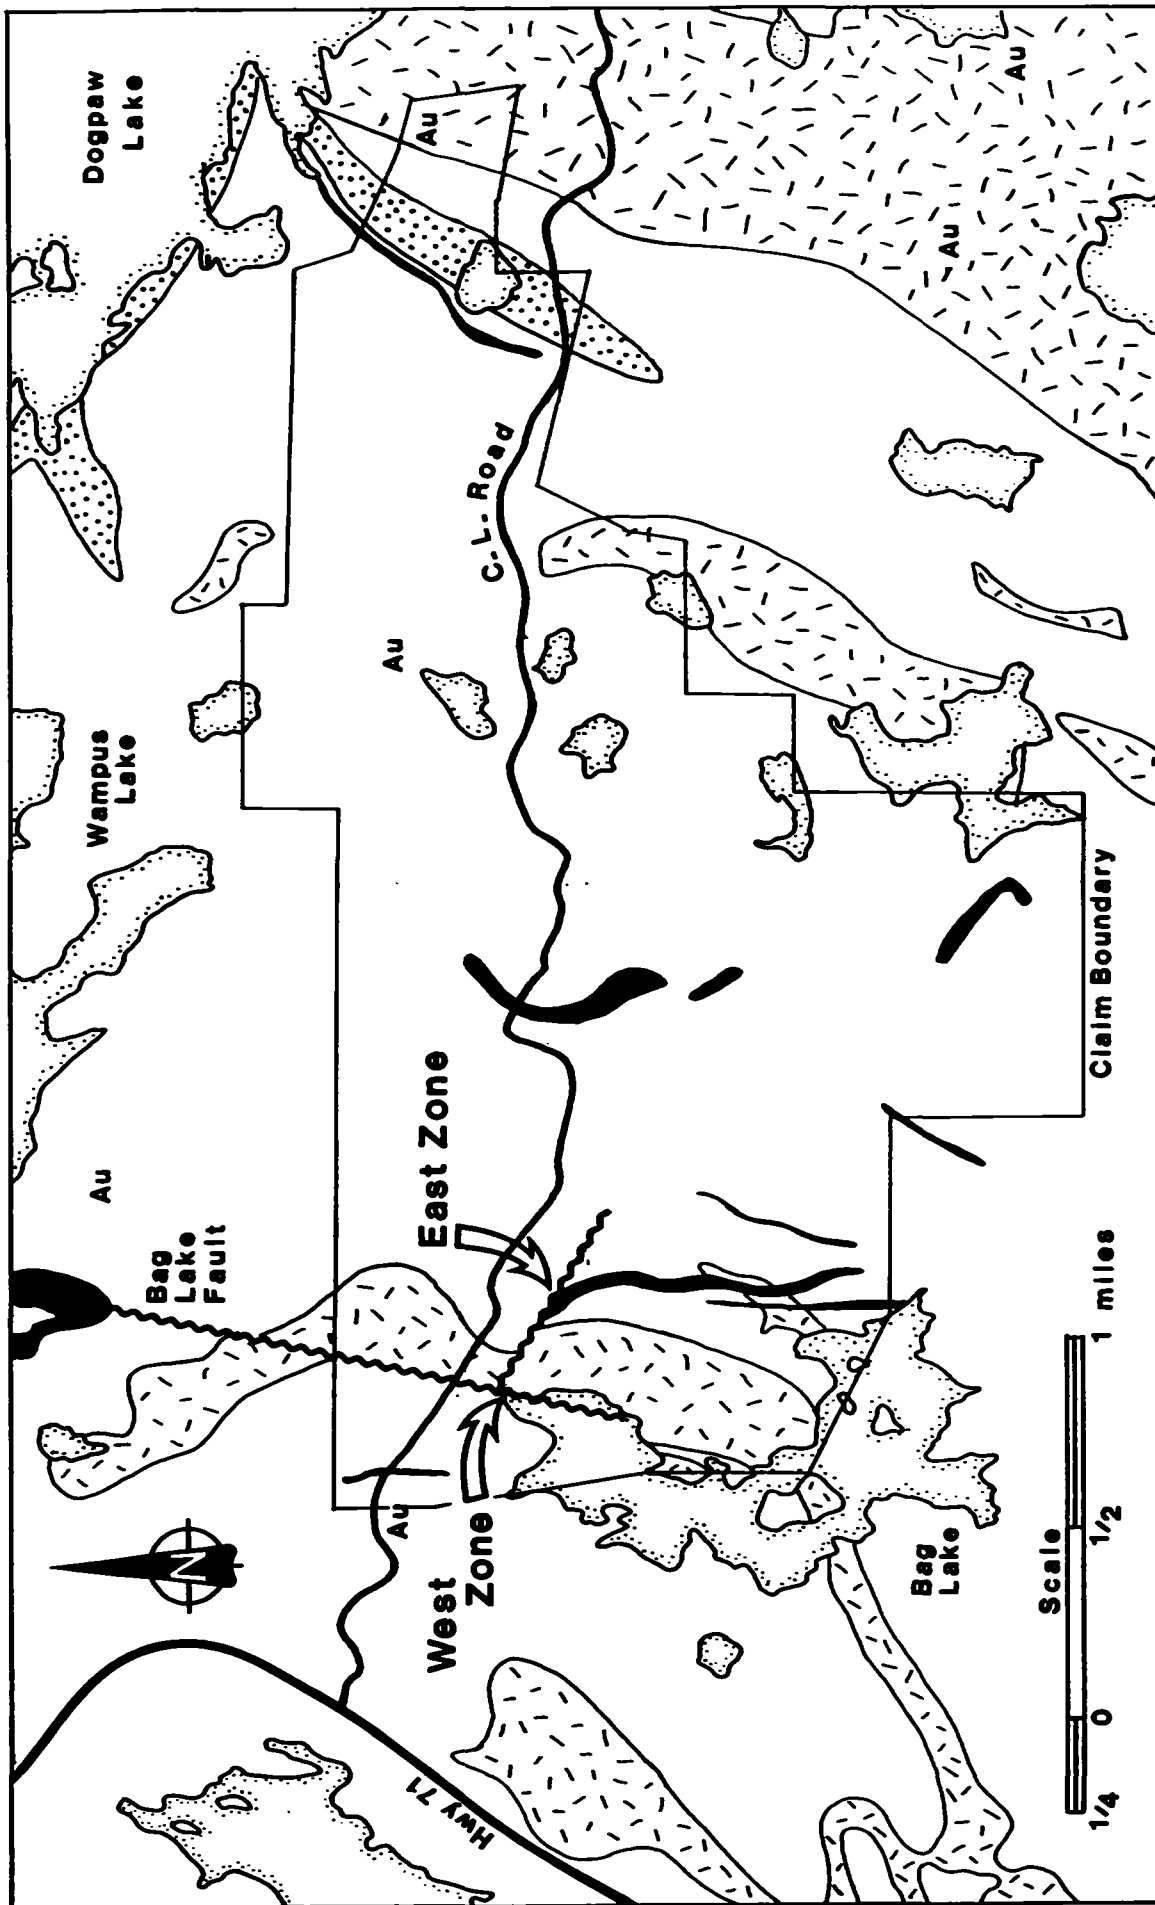 Dogpaw
Lake
Wampus
Lake
Au
Bag
Lake
Fault
N
Hwy 71
C.L. Road
Au
Au
Au
Au
Au
East Zone
West
Zone
Bag
Lake
Claim Boundary
Scale
1/4 0 1/2 1 miles